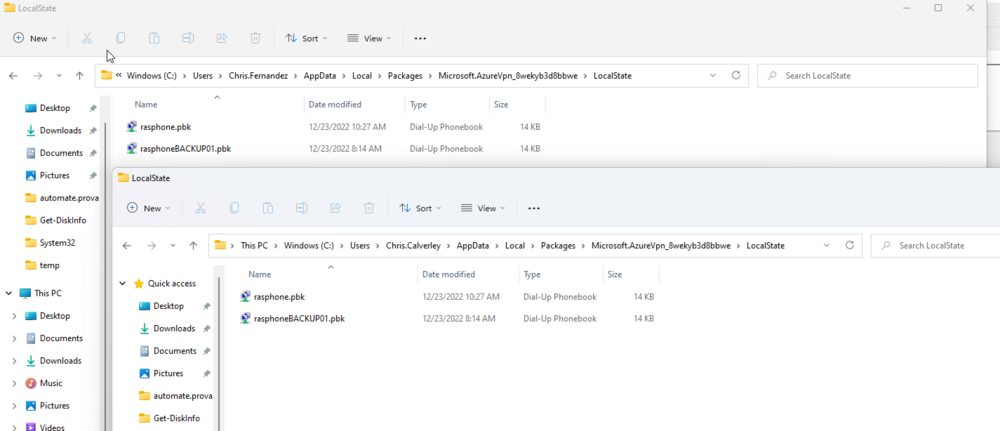 LocalState
New Sort View
« Windows (C:) > Users > Chris.Fernandez > AppData > Local > Packages > Microsoft.AzureVpn_8wekyb3d8bbwe > LocalState Search LocalState
Desktop Name Date modified Type Size
Downloads rasphone.pbk 12/23/2022 10:27 AM Dial-Up Phonebook 14 KB
Documents rasphoneBACKUP01.pbk 12/23/2022 8:14 AM Dial-Up Phonebook 14 KB
Pictures
automate.prova
Get-DiskInfo
System32
temp
This PC
Desktop
Documents
Downloads
Music
Pictures
Videos
LocalState
New Sort View
This PC > Windows (C:) > Users > Chris.Calverley > AppData > Local > Packages > Microsoft.AzureVpn_8wekyb3d8bbwe > LocalState Search LocalState
Quick access Name Date modified Type Size
Desktop rasphone.pbk 12/23/2022 10:27 AM Dial-Up Phonebook 14 KB
Downloads rasphoneBACKUP01.pbk 12/23/2022 8:14 AM Dial-Up Phonebook 14 KB
Documents
Pictures
automate.prova
Get-DiskInfo